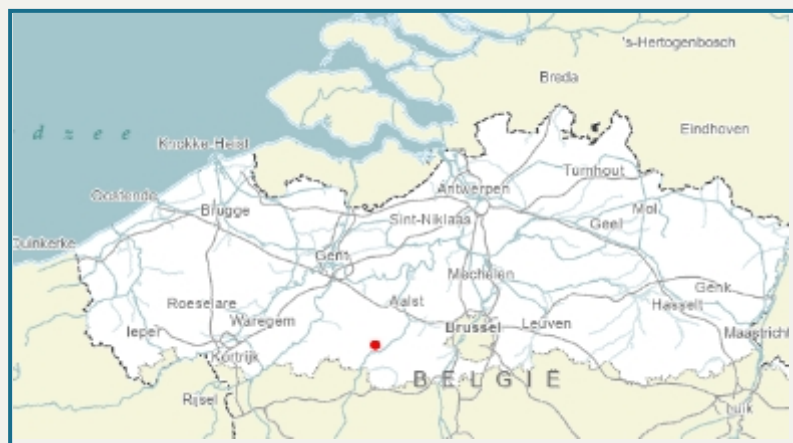 's-Hertogenbosch
Breda
Eindhoven
d z e e
Knokke-Heist
Turnhout
Antwerpen
Oostende
Mol
Brugge
Sint-Niklaas
Geel
Duinkerke
Gent
Mechelen
Genk
Roeselare
Aalst
Hasselt
Waregem
Ieper
Brussel
Leuven
Maastricht
Kortrijk
BELGIË
Rijsel
Luik